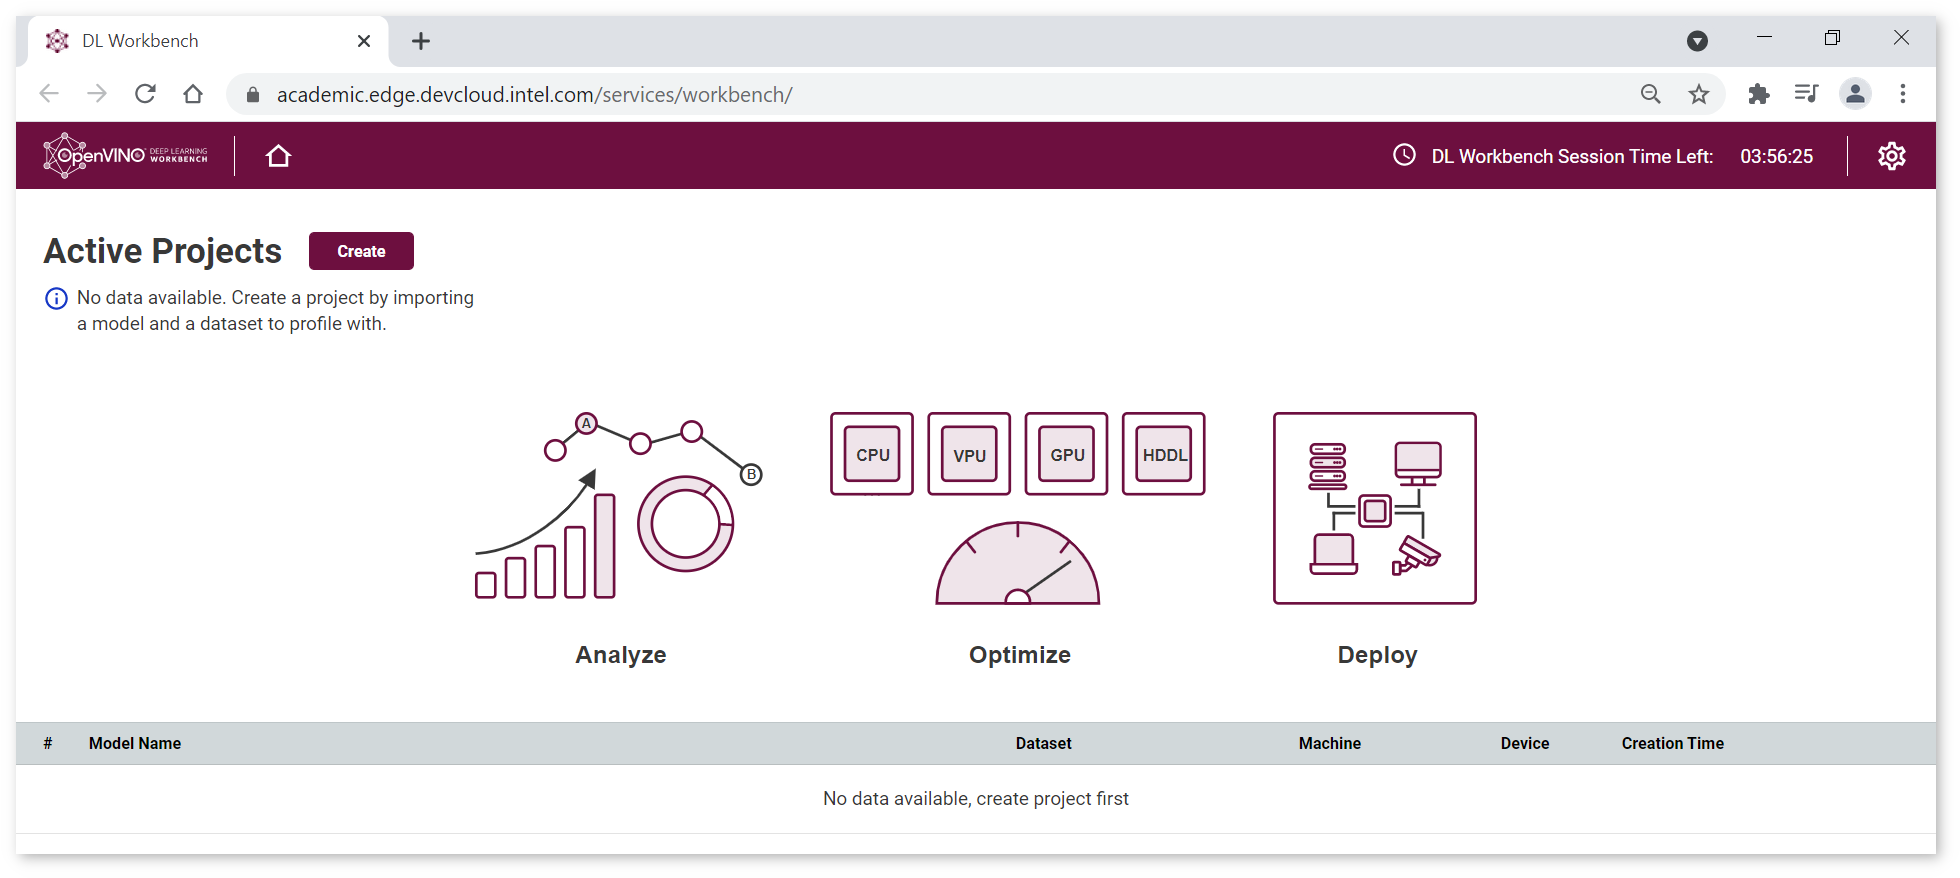 DL Workbench
academic.edge.devcloud.intel.com/services/workbench/
OpenVINO™ DEEP LEARNING
WORKBENCH
DL Workbench Session Time Left: 03:56:25
Active Projects Create
No data available. Create a project by importing
a model and a dataset to profile with.
A
B
CPU VPU GPU HDDL
Analyze Optimize Deploy
# Model Name Dataset Machine Device Creation Time
No data available, create project first